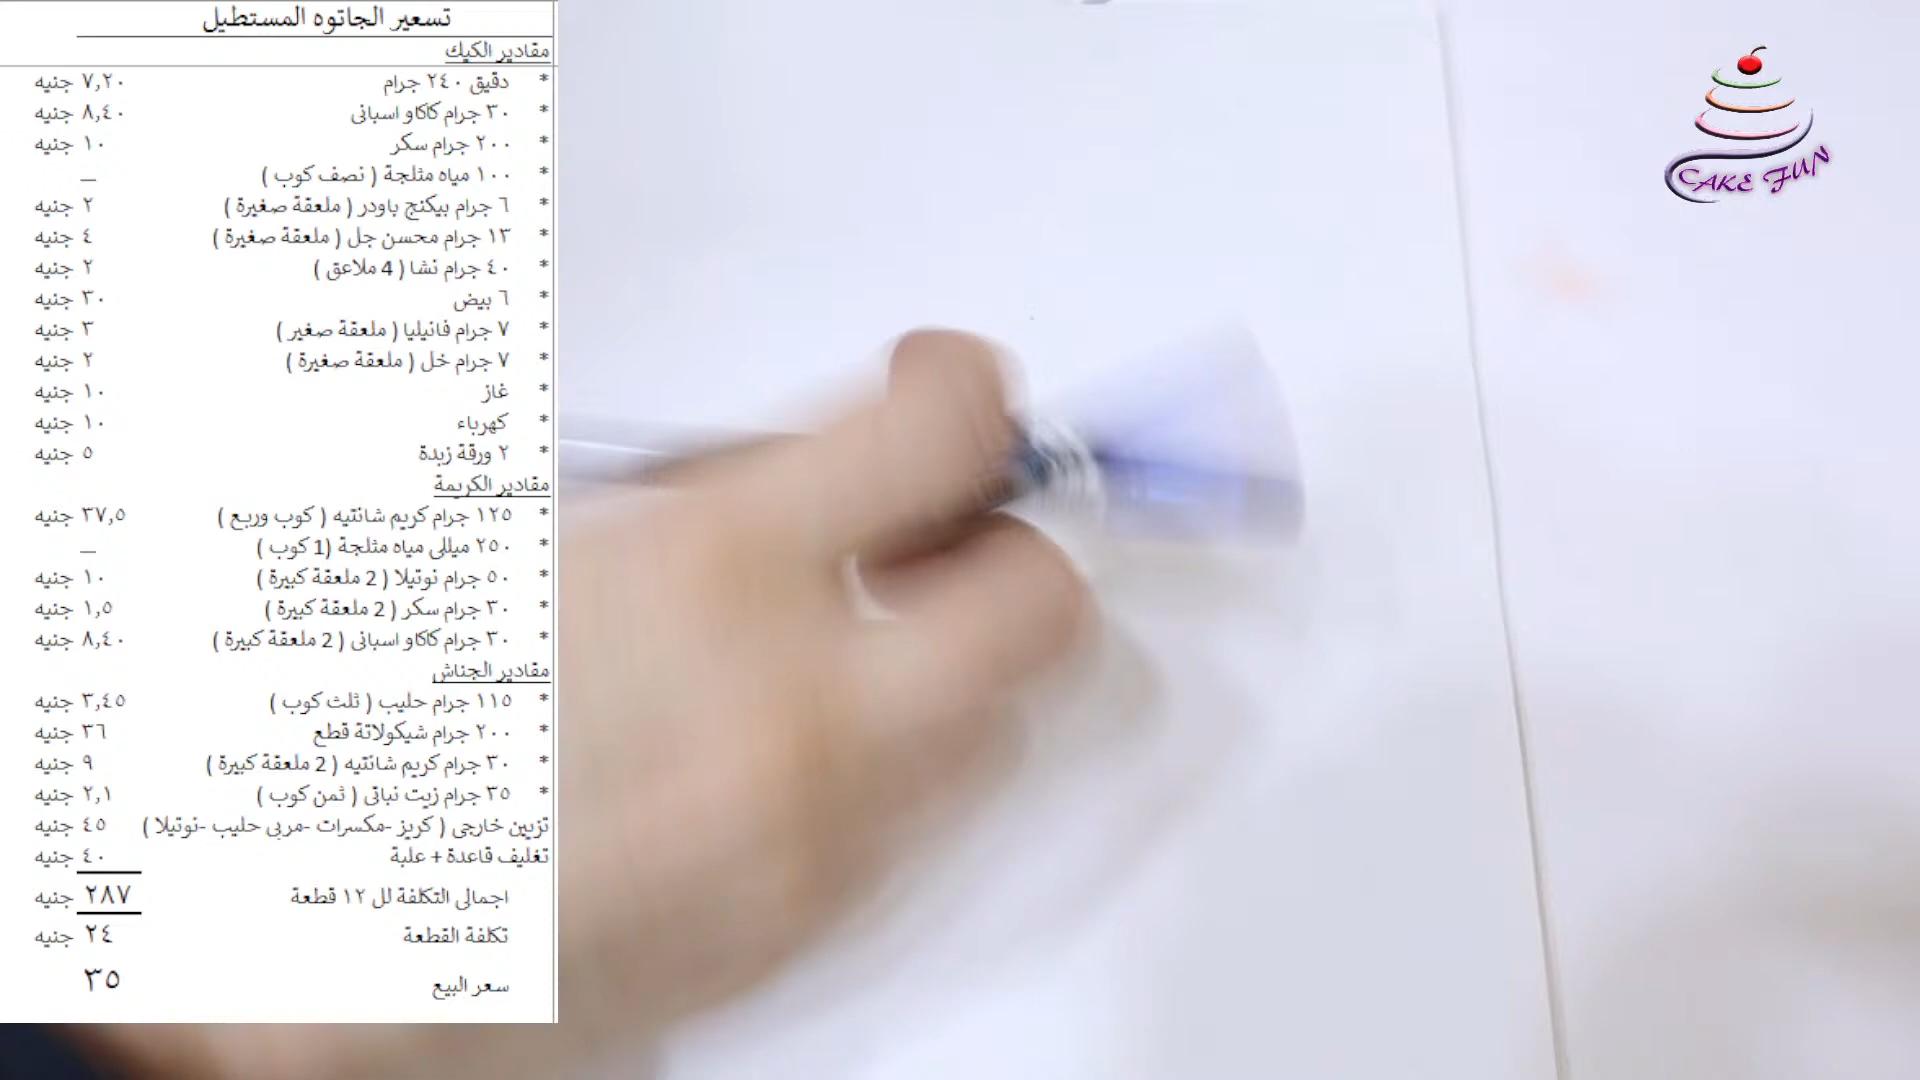 تسعير الجاتوه المستطيل
مقادير الكيك
* دقيق ٢٤٠ جرام ٧,٢٠ جنيه
* ٣٠ جرام كاكاو اسبانى ٨,٤٠ جنيه
* ٢٠٠ جرام سكر ١٠ جنيه
* ١٠٠ مياه مثلجة ( نصف كوب ) —
* ٦ جرام بيكنج باودر ( ملعقة صغيرة ) ٢ جنيه
* ١٣ جرام محسن جل ( ملعقة صغيرة ) ٤ جنيه
* ٤٠ جرام نشا ( 4 ملاعق ) ٢ جنيه
* ٦ بيض ٣٠ جنيه
* ٧ جرام فانيليا ( ملعقة صغير ) ٣ جنيه
* ٧ جرام خل ( ملعقة صغيرة ) ٢ جنيه
* غاز ١٠ جنيه
* كهرباء ١٠ جنيه
* ٢ ورقة زبدة ٥ جنيه
مقادير الكريمة
* ١٢٥ جرام كريم شانتيه ( كوب وربع ) ٣٧,٥ جنيه
* ٢٥٠ ميللى مياه مثلجة (1 كوب ) —
* ٥٠ جرام نوتيلا ( 2 ملعقة كبيرة ) ١٠ جنيه
* ٣٠ جرام سكر ( 2 ملعقة كبيرة ) ١,٥ جنيه
* ٣٠ جرام كاكاو اسبانى ( 2 ملعقة كبيرة ) ٨,٤٠ جنيه
مقادير الجناش
* ١١٥ جرام حليب ( ثلث كوب ) ٣,٤٥ جنيه
* ٢٠٠ جرام شيكولاتة قطع ٣٦ جنيه
* ٣٠ جرام كريم شانتيه ( 2 ملعقة كبيرة ) ٩ جنيه
* ٣٥ جرام زيت نباتى ( ثمن كوب ) ٢,١ جنيه
تزيين خارجى ( كريز -مكسرات -مربى حليب -نوتيلا ) ٤٥ جنيه
تغليف قاعدة + علبة ٤٠ جنيه
اجمالى التكلفة لل ١٢ قطعة ٢٨٧ جنيه
تكلفة القطعة ٢٤ جنيه
سعر البيع ٣٥
CAKE FUN